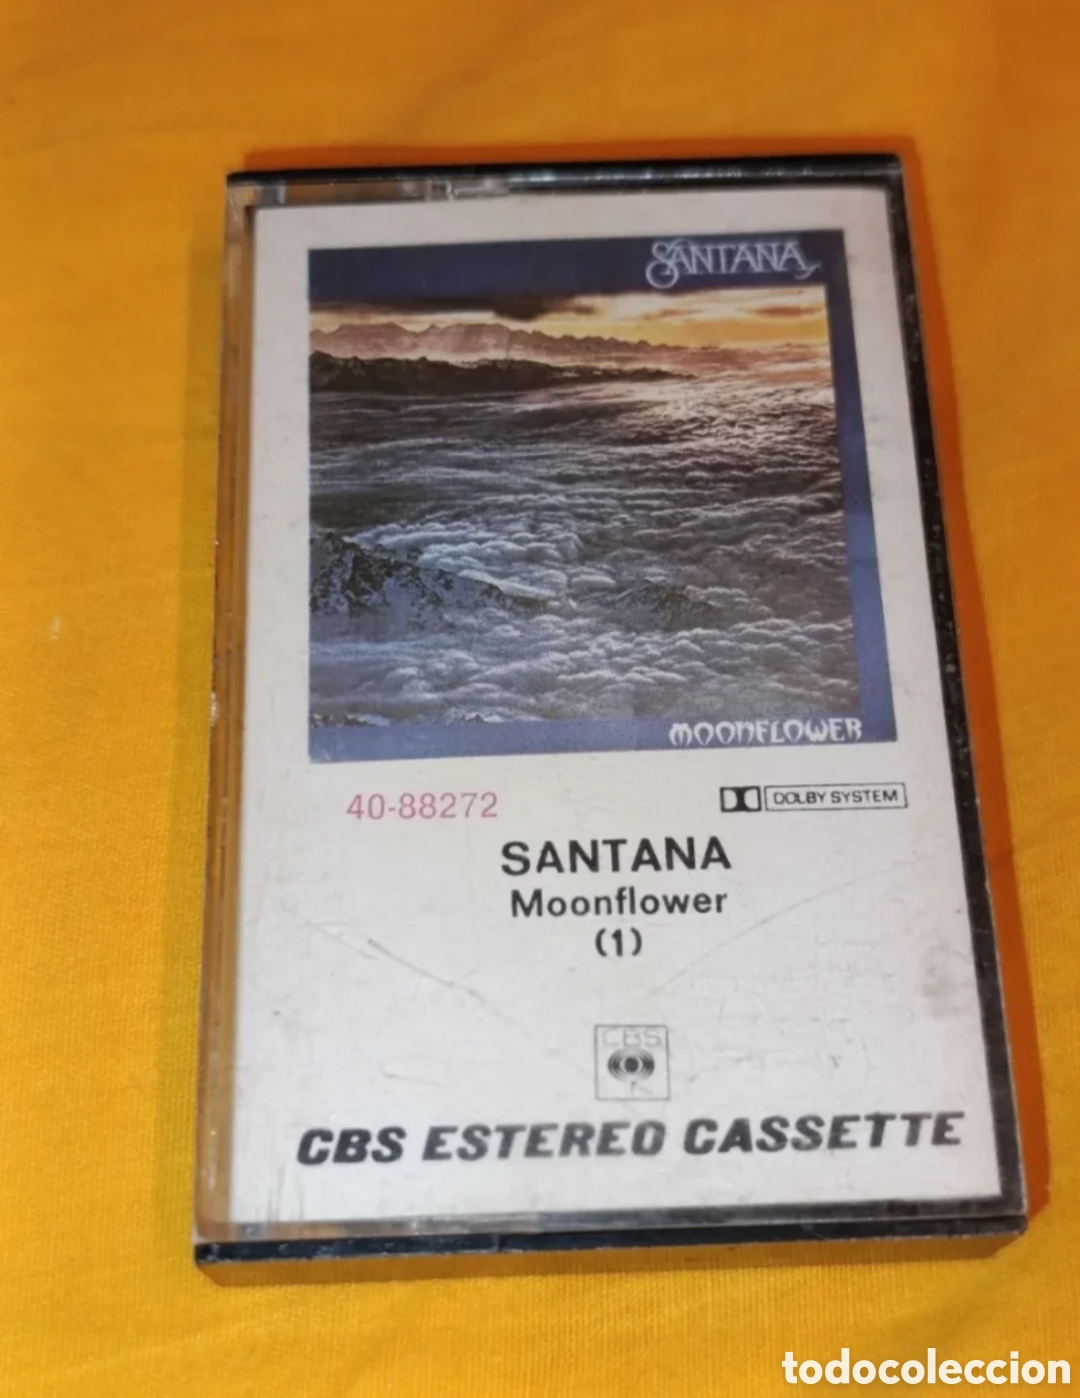 SANTANA
MOONFLOWER
40-88272
DOLBY SYSTEM
SANTANA
Moonflower
(1)
CBS
CBS ESTEREO CASSETTE
todocoleccion